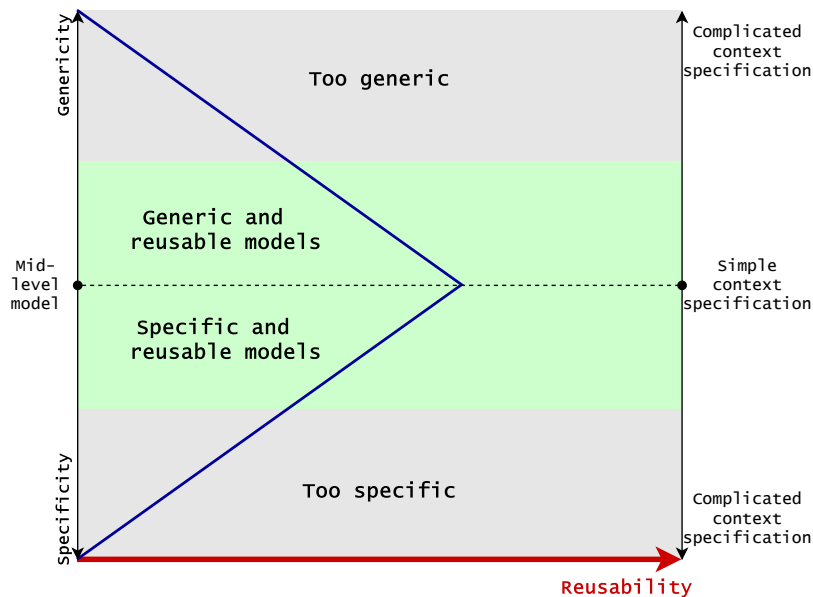 Genericity
Complicated
context
specification
Too generic
Generic and
reusable models
Mid-
level
model
Simple
context
specification
Specific and
reusable models
Specificity
Too specific
Complicated
context
specification
Reusability